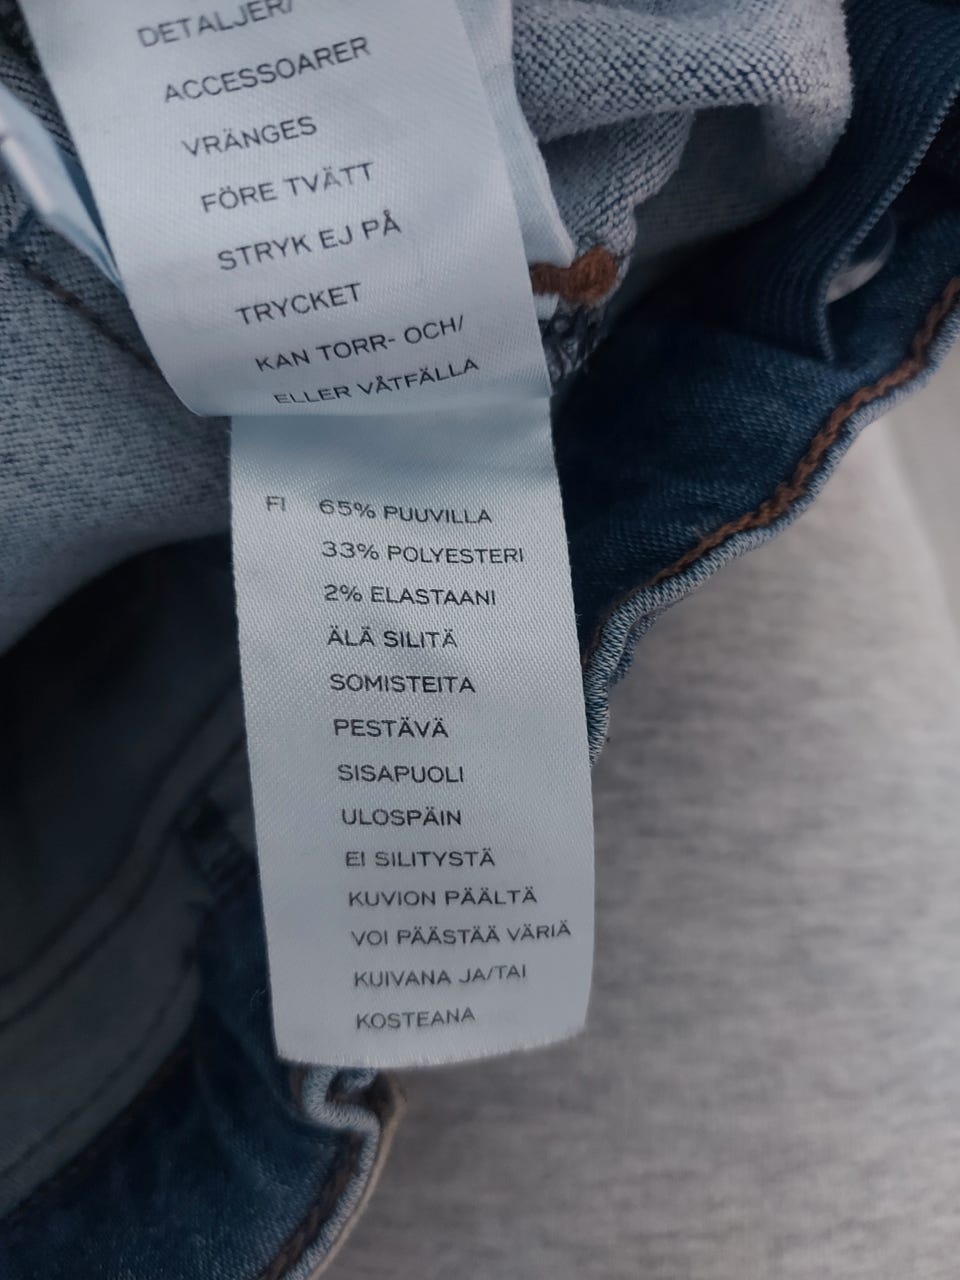 DETALJER/
ACCESSOARER
VRÄNGES
FÖRE TVÄTT
STRYK EJ PÅ
TRYCKET
KAN TORR- OCH/
ELLER VÅTFÄLLA
FI 65% PUUVILLA
33% POLYESTERI
2% ELASTAANI
ÄLÄ SILITÄ
SOMISTEITA
PESTÄVÄ
SISAPUOLI
ULOSPÄIN
EI SILITYSTÄ
KUVION PÄÄLTÄ
VOI PÄÄSTÄÄ VÄRIÄ
KUIVANA JA/TAI
KOSTEANA